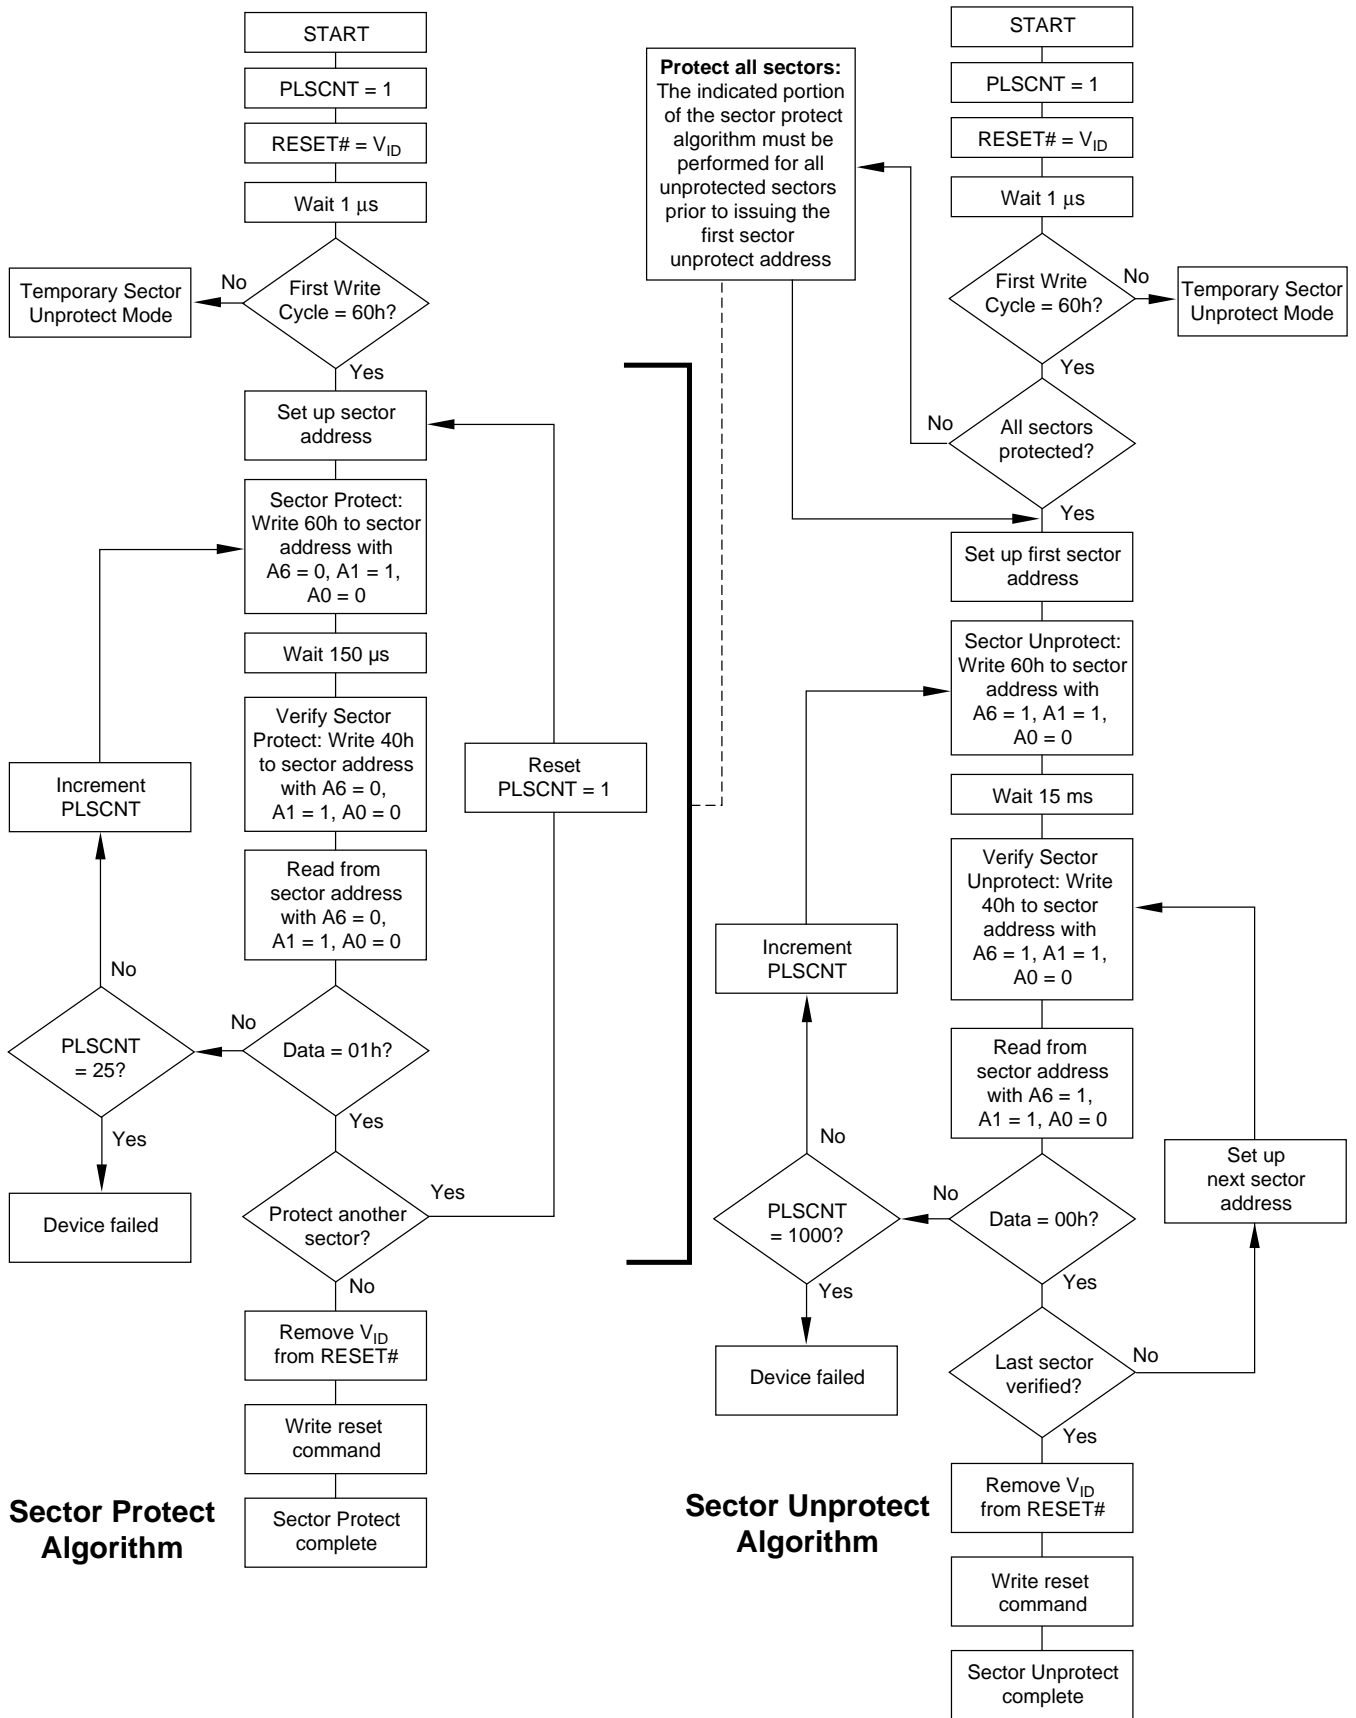 START
PLSCNT = 1
RESET# = VID
Wait 1 μs
First Write
Cycle = 60h?
No
Temporary Sector
Unprotect Mode
Yes
Set up sector
address
Sector Protect:
Write 60h to sector
address with
A6 = 0, A1 = 1,
A0 = 0
Wait 150 µs
Verify Sector
Protect: Write 40h
to sector address
with A6 = 0,
A1 = 1, A0 = 0
Reset
PLSCNT = 1
Increment
PLSCNT
Read from
sector address
with A6 = 0,
A1 = 1, A0 = 0
No
PLSCNT
= 25?
No
Data = 01h?
Yes
Yes
Device failed
Protect another
sector?
Yes
No
Remove VID
from RESET#
Write reset
command
Sector Protect
complete
Sector Protect
Algorithm
Protect all sectors:
The indicated portion
of the sector protect
algorithm must be
performed for all
unprotected sectors
prior to issuing the
first sector
unprotect address
START
PLSCNT = 1
RESET# = VID
Wait 1 μs
First Write
Cycle = 60h?
No
Temporary Sector
Unprotect Mode
Yes
No
All sectors
protected?
Yes
Set up first sector
address
Sector Unprotect:
Write 60h to sector
address with
A6 = 1, A1 = 1,
A0 = 0
Wait 15 ms
Verify Sector
Unprotect: Write
40h to sector
address with
A6 = 1, A1 = 1,
A0 = 0
Increment
PLSCNT
Read from
sector address
with A6 = 1,
A1 = 1, A0 = 0
No
Set up
next sector
address
PLSCNT
= 1000?
No
Data = 00h?
Yes
Yes
Device failed
Last sector
verified?
No
Yes
Remove VID
from RESET#
Write reset
command
Sector Unprotect
complete
Sector Unprotect
Algorithm